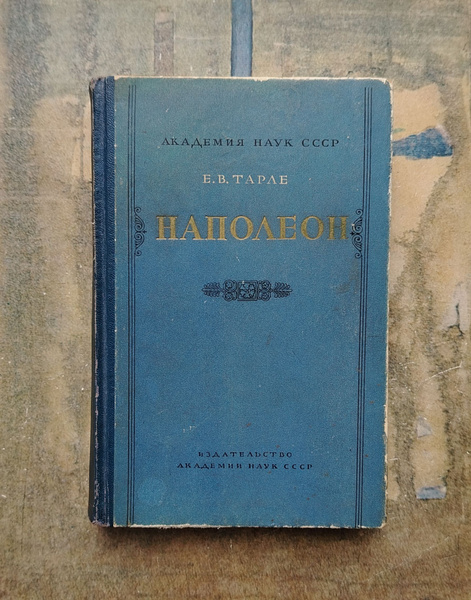 АКАДЕМИЯ НАУК СССР
Е. В. ТАРЛЕ
НАПОЛЕОН
ИЗДАТЕЛЬСТВО
АКАДЕМИИ НАУК СССР